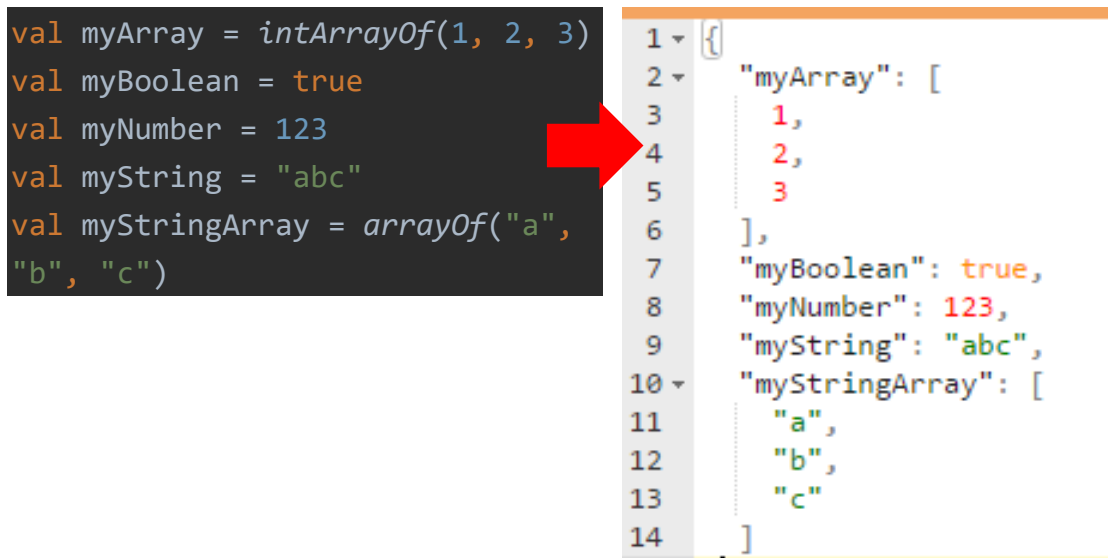 val myArray = intArrayOf(1, 2, 3)
val myBoolean = true
val myNumber = 123
val myString = "abc"
val myStringArray = arrayOf("a",
"b", "c")
1 {
2 "myArray": [
3 1,
4 2,
5 3
6 ],
7 "myBoolean": true,
8 "myNumber": 123,
9 "myString": "abc",
10 "myStringArray": [
11 "a",
12 "b",
13 "c"
14 ]